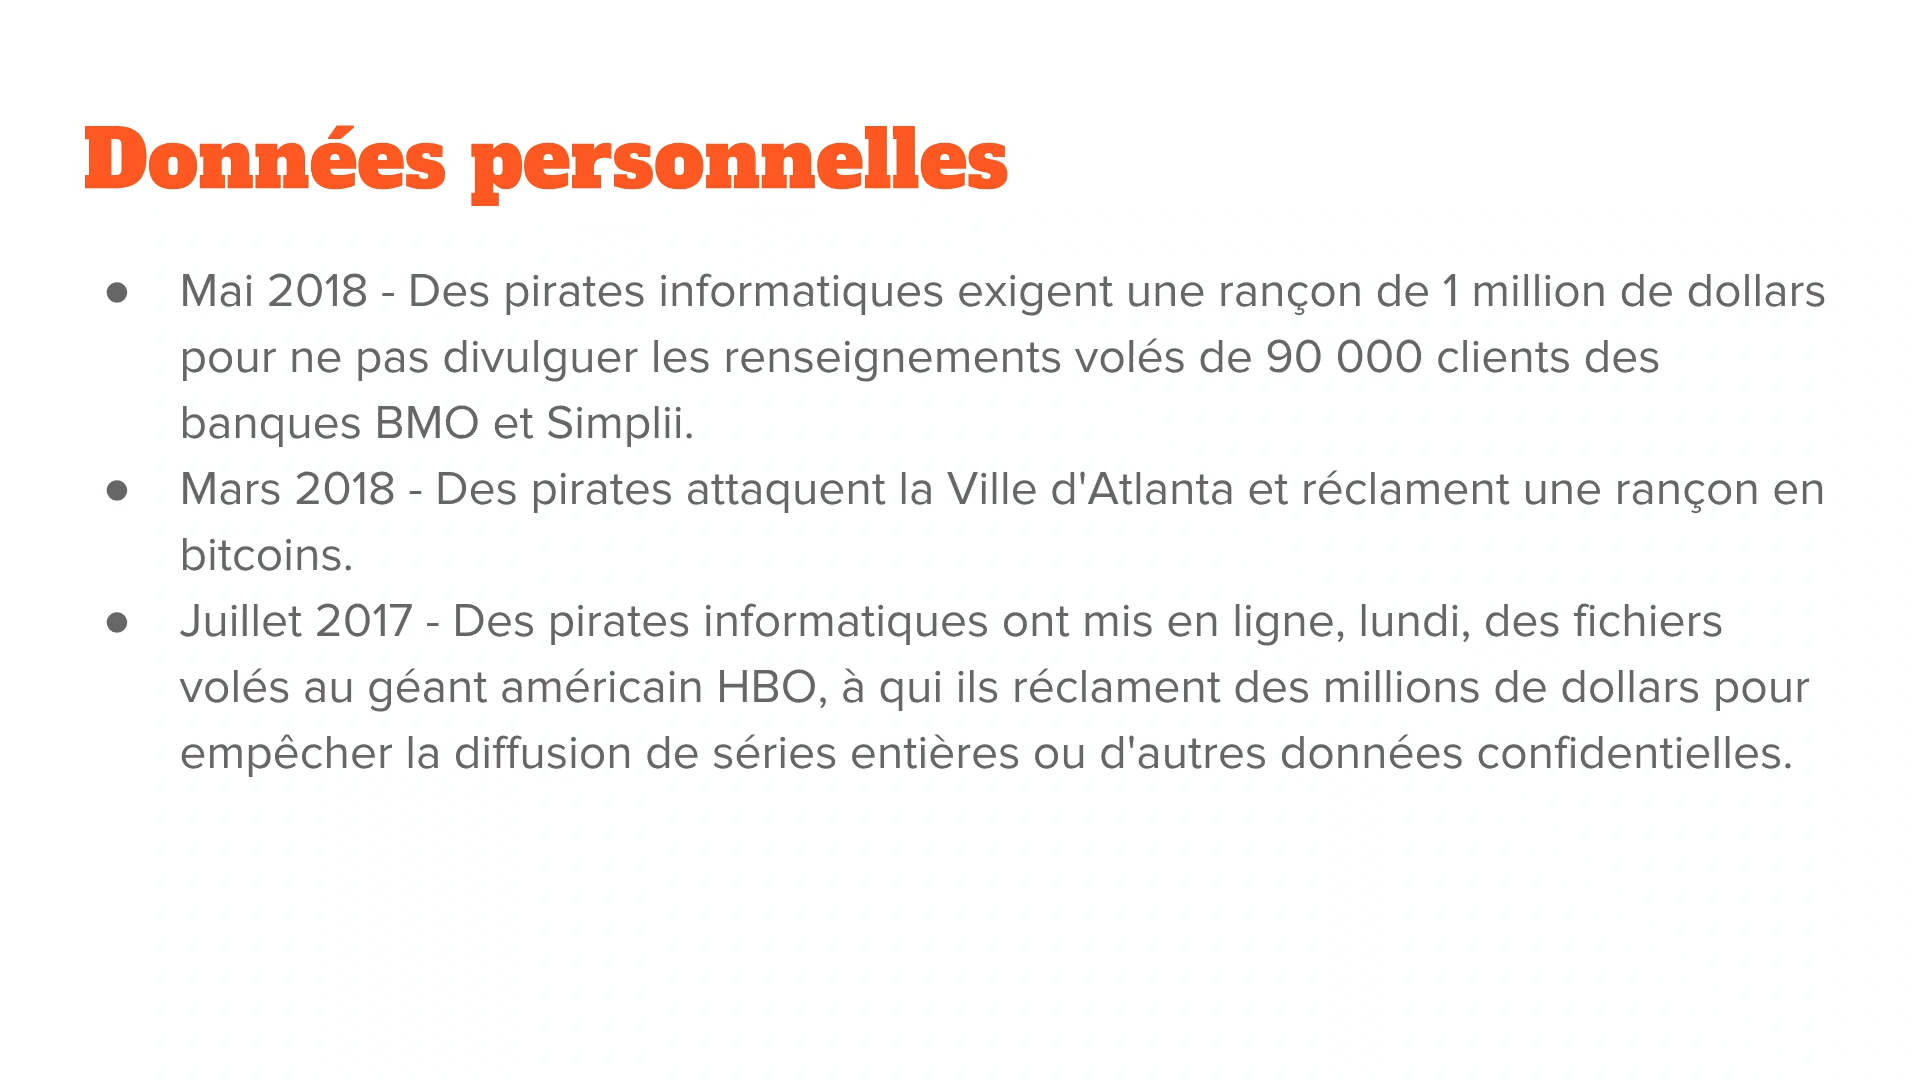 Données personnelles
● Mai 2018 - Des pirates informatiques exigent une rançon de 1 million de dollars
pour ne pas divulguer les renseignements volés de 90 000 clients des
banques BMO et Simplii.
● Mars 2018 - Des pirates attaquent la Ville d'Atlanta et réclament une rançon en
bitcoins.
● Juillet 2017 - Des pirates informatiques ont mis en ligne, lundi, des fichiers
volés au géant américain HBO, à qui ils réclament des millions de dollars pour
empêcher la diffusion de séries entières ou d'autres données confidentielles.